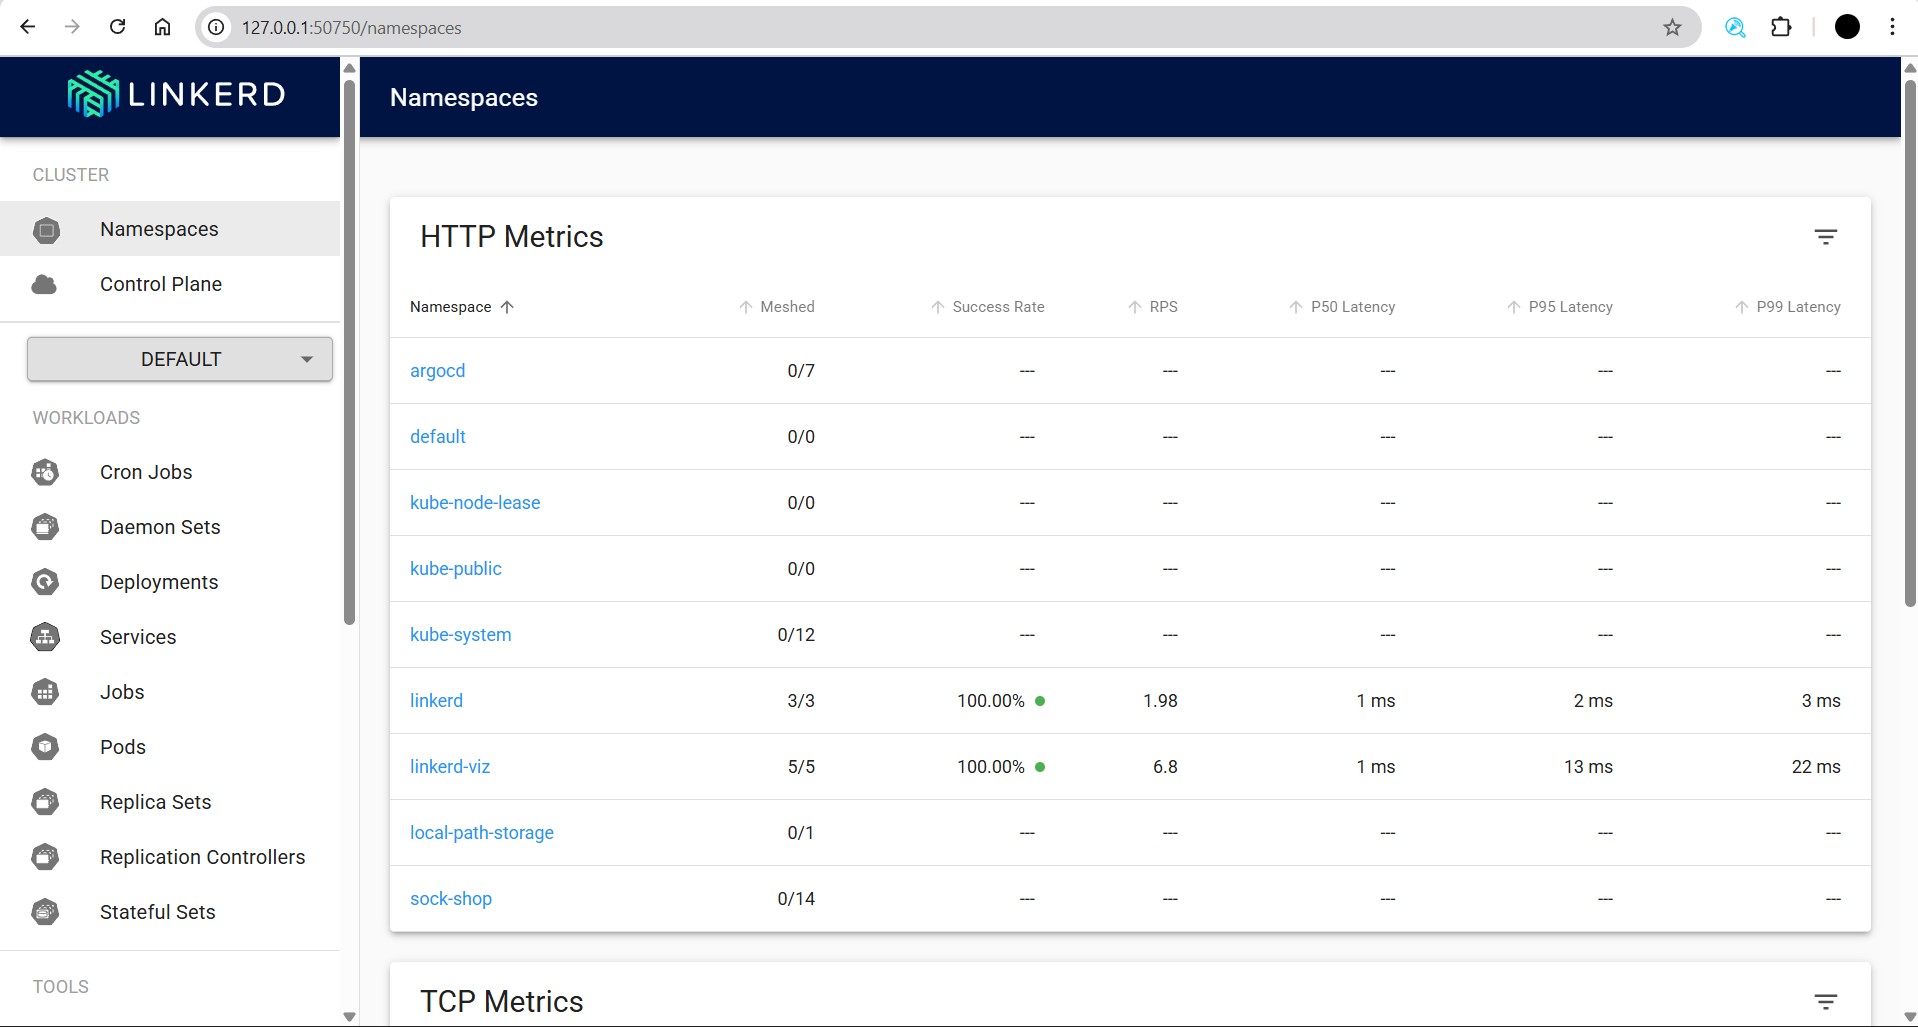 127.0.0.1:50750/namespaces
LINKERD
Namespaces
CLUSTER
Namespaces
Control Plane
DEFAULT
WORKLOADS
Cron Jobs
Daemon Sets
Deployments
Services
Jobs
Pods
Replica Sets
Replication Controllers
Stateful Sets
TOOLS
HTTP Metrics
Namespace Meshed Success Rate RPS P50 Latency P95 Latency P99 Latency
argocd 0/7 --- --- --- --- ---
default 0/0 --- --- --- --- ---
kube-node-lease 0/0 --- --- --- --- ---
kube-public 0/0 --- --- --- --- ---
kube-system 0/12 --- --- --- --- ---
linkerd 3/3 100.00% 1.98 1 ms 2 ms 3 ms
linkerd-viz 5/5 100.00% 6.8 1 ms 13 ms 22 ms
local-path-storage 0/1 --- --- --- --- ---
sock-shop 0/14 --- --- --- --- ---
TCP Metrics